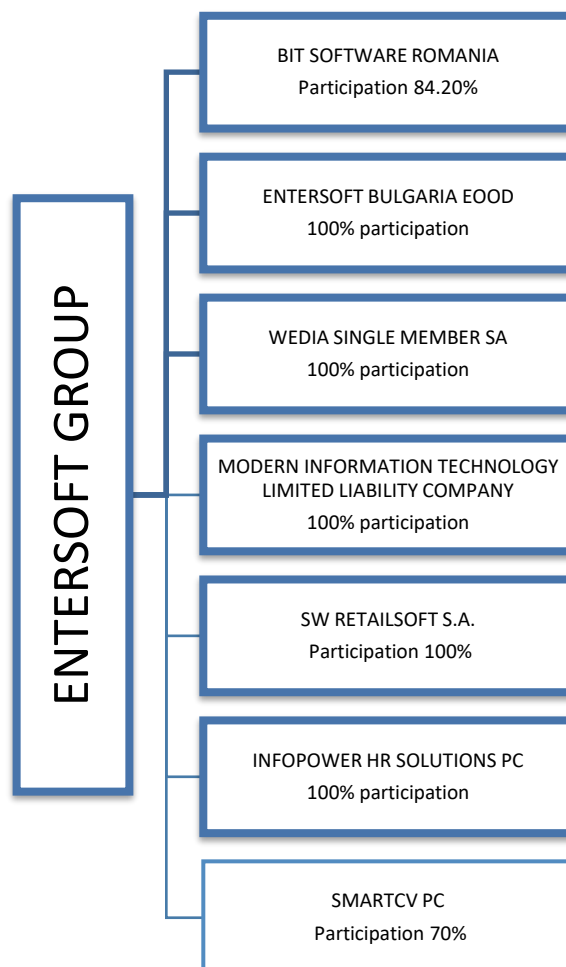 ENTERSOFT GROUP
BIT SOFTWARE ROMANIA
Participation 84.20%
ENTERSOFT BULGARIA EOOD
100% participation
WEDIA SINGLE MEMBER SA
100% participation
MODERN INFORMATION TECHNOLOGY
LIMITED LIABILITY COMPANY
100% participation
SW RETAILSOFT S.A.
Participation 100%
INFOPOWER HR SOLUTIONS PC
100% participation
SMARTCV PC
Participation 70%